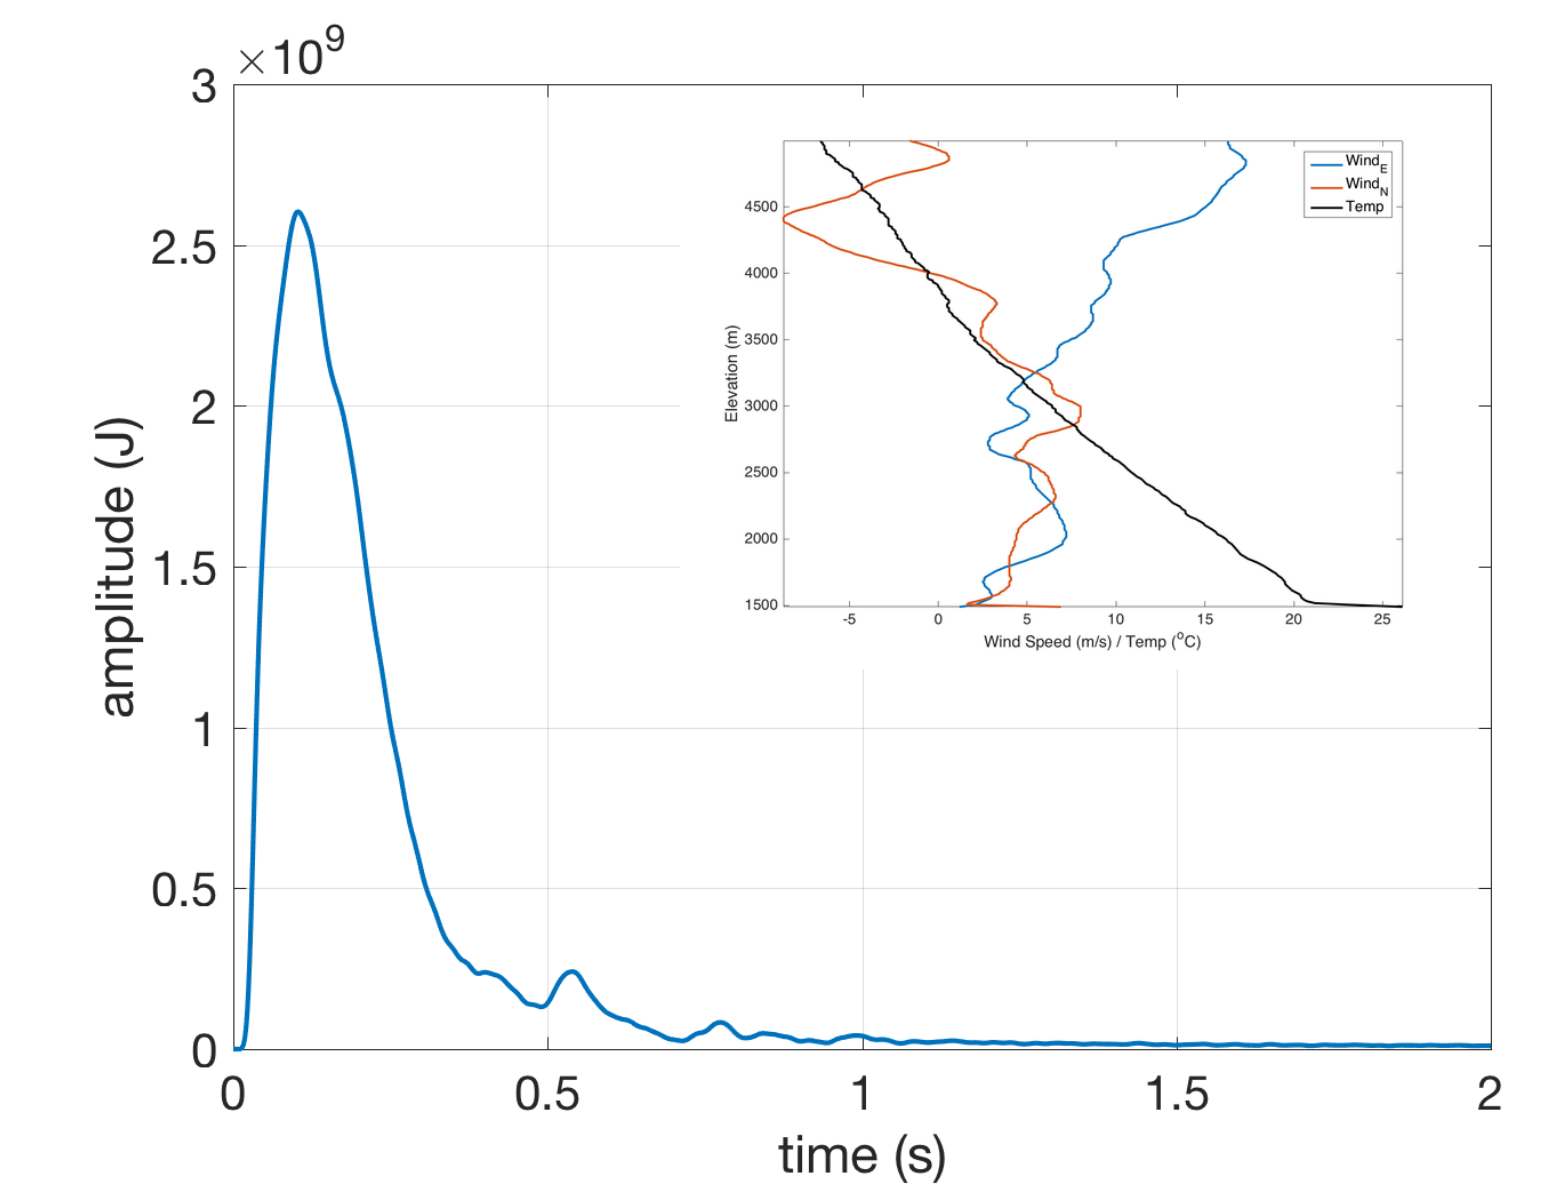 ×10⁹
3
2.5
2
1.5
1
0.5
0
amplitude (J)
0 0.5 1 1.5 2
time (s)
Wind_E
Wind_N
Temp
4500
4000
3500
3000
2500
2000
1500
Elevation (m)
-5 0 5 10 15 20 25
Wind Speed (m/s) / Temp (°C)